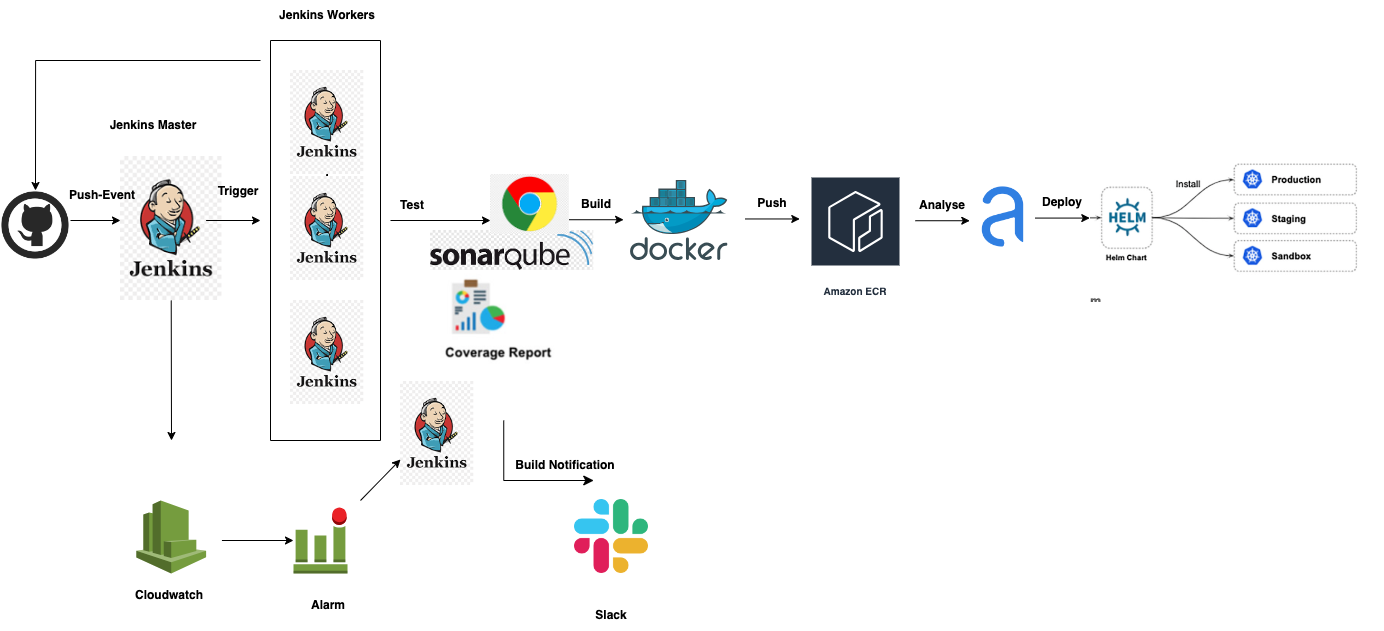 Jenkins Workers
Jenkins Master
Push-Event
Jenkins
Trigger
Jenkins
Jenkins
Jenkins
Test
sonarqube
Coverage Report
Build
docker
Push
Amazon ECR
Analyse
Deploy
HELM
Helm Chart
Install
Production
Staging
Sandbox
m
Jenkins
Build Notification
Cloudwatch
Alarm
Slack